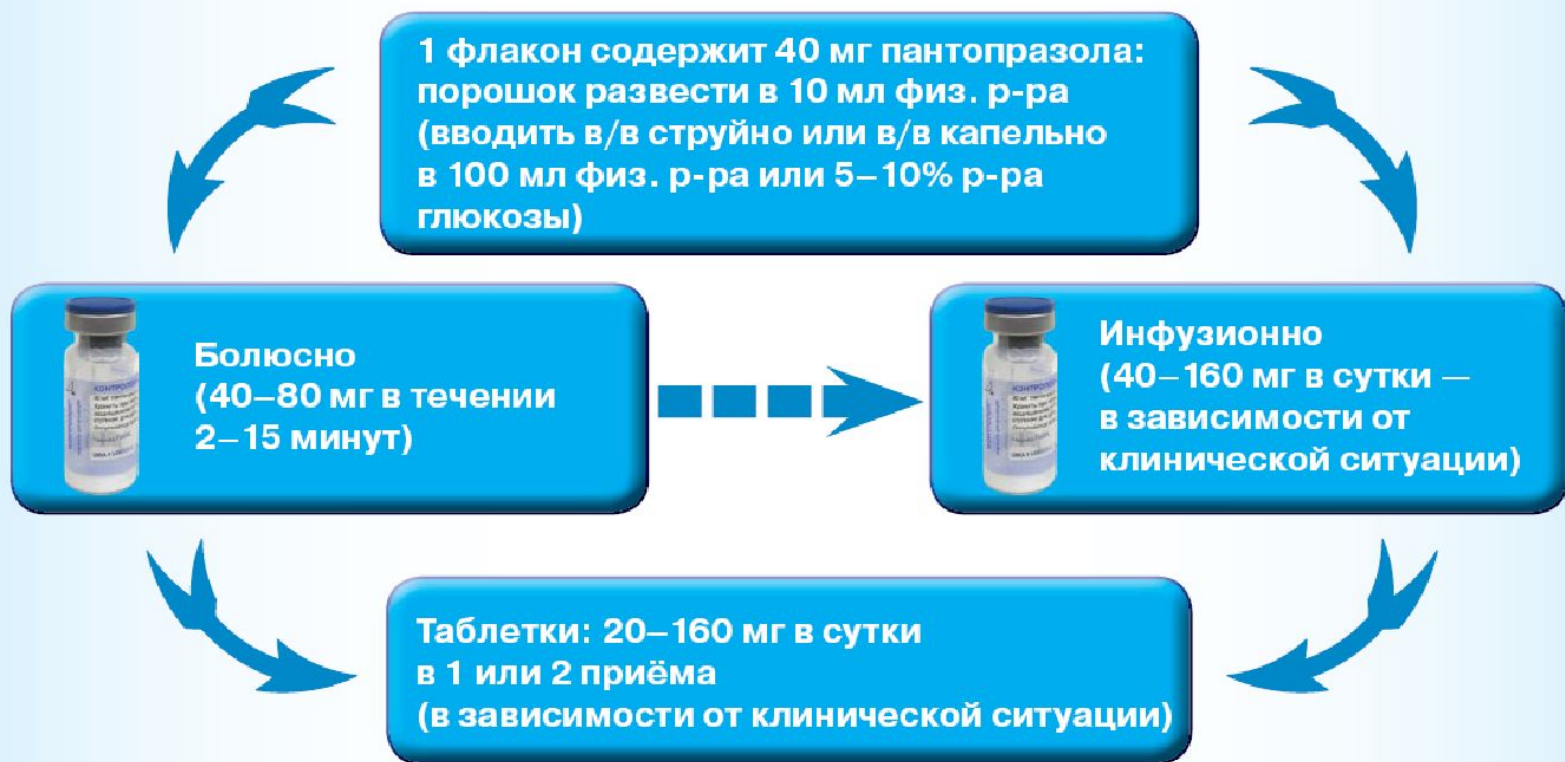 1 флакон содержит 40 мг пантопразола:
порошок развести в 10 мл физ. р-ра
(вводить в/в струйно или в/в капельно
в 100 мл физ. р-ра или 5–10% р-ра
глюкозы)
Болюсно
(40–80 мг в течении
2–15 минут)
Инфузионно
(40–160 мг в сутки —
в зависимости от
клинической ситуации)
Таблетки: 20–160 мг в сутки
в 1 или 2 приёма
(в зависимости от клинической ситуации)